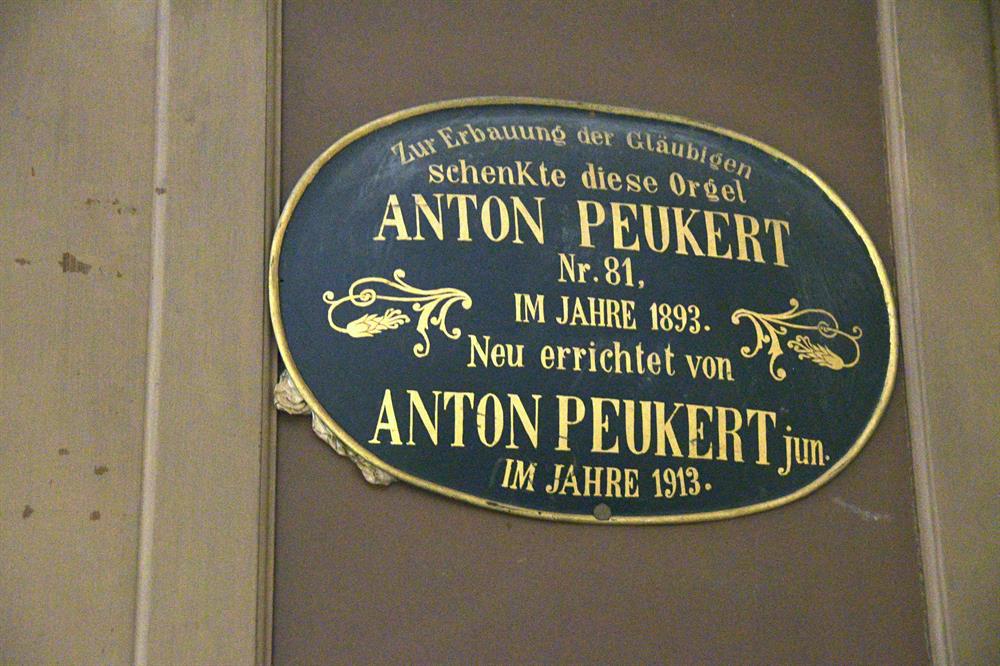 Zur Erbauung der Gläubigen
schenkte diese Orgel
ANTON PEUKERT
Nr. 81,
IM JAHRE 1893.
Neu errichtet von
ANTON PEUKERT jun.
IM JAHRE 1913.